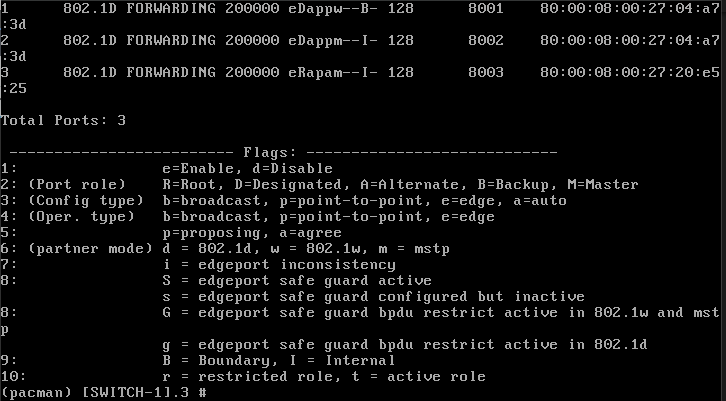 1     802.1D FORWARDING 200000 eDappw--B- 128     8001    80:00:08:00:27:04:a7
:3d
2     802.1D FORWARDING 200000 eDappm--I- 128     8002    80:00:08:00:27:04:a7
:3d
3     802.1D FORWARDING 200000 eRapam--I- 128     8003    80:00:08:00:27:20:e5
:25
Total Ports: 3
------------------------- Flags: ----------------------------
1:                e=Enable, d=Disable
2: (Port role)    R=Root, D=Designated, A=Alternate, B=Backup, M=Master
3: (Config type)  b=broadcast, p=point-to-point, e=edge, a=auto
4: (Oper. type)   b=broadcast, p=point-to-point, e=edge
5:                p=proposing, a=agree
6: (partner mode) d = 802.1d, w = 802.1w, m = mstp
7:                i = edgeport inconsistency
8:                S = edgeport safe guard active
                  s = edgeport safe guard configured but inactive
8:                G = edgeport safe guard bpdu restrict active in 802.1w and mst
p
                  g = edgeport safe guard bpdu restrict active in 802.1d
9:                B = Boundary, I = Internal
10:               r = restricted role, t = active role
(pacman) [SWITCH-1].3 #